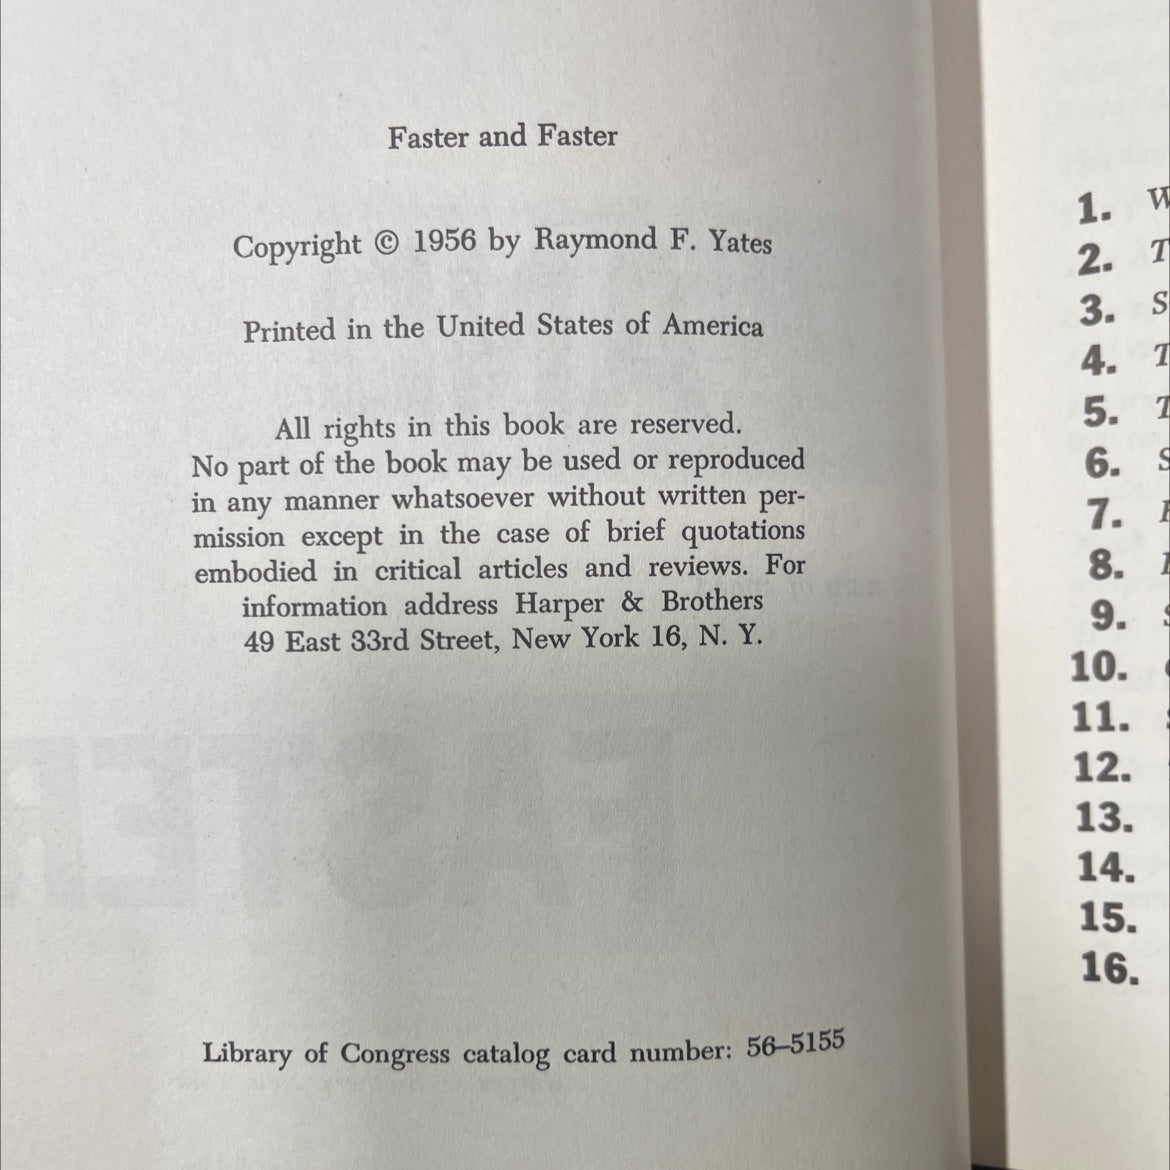 Faster and Faster
Copyright © 1956 by Raymond F. Yates
Printed in the United States of America
All rights in this book are reserved.
No part of the book may be used or reproduced
in any manner whatsoever without written per-
mission except in the case of brief quotations
embodied in critical articles and reviews. For
information address Harper & Brothers
49 East 33rd Street, New York 16, N. Y.
Library of Congress catalog card number: 56–5155
1. W
2. T
3. S
4. T
5. T
6. S
7.
8.
9.
10.
11.
12.
13.
14.
15.
16.